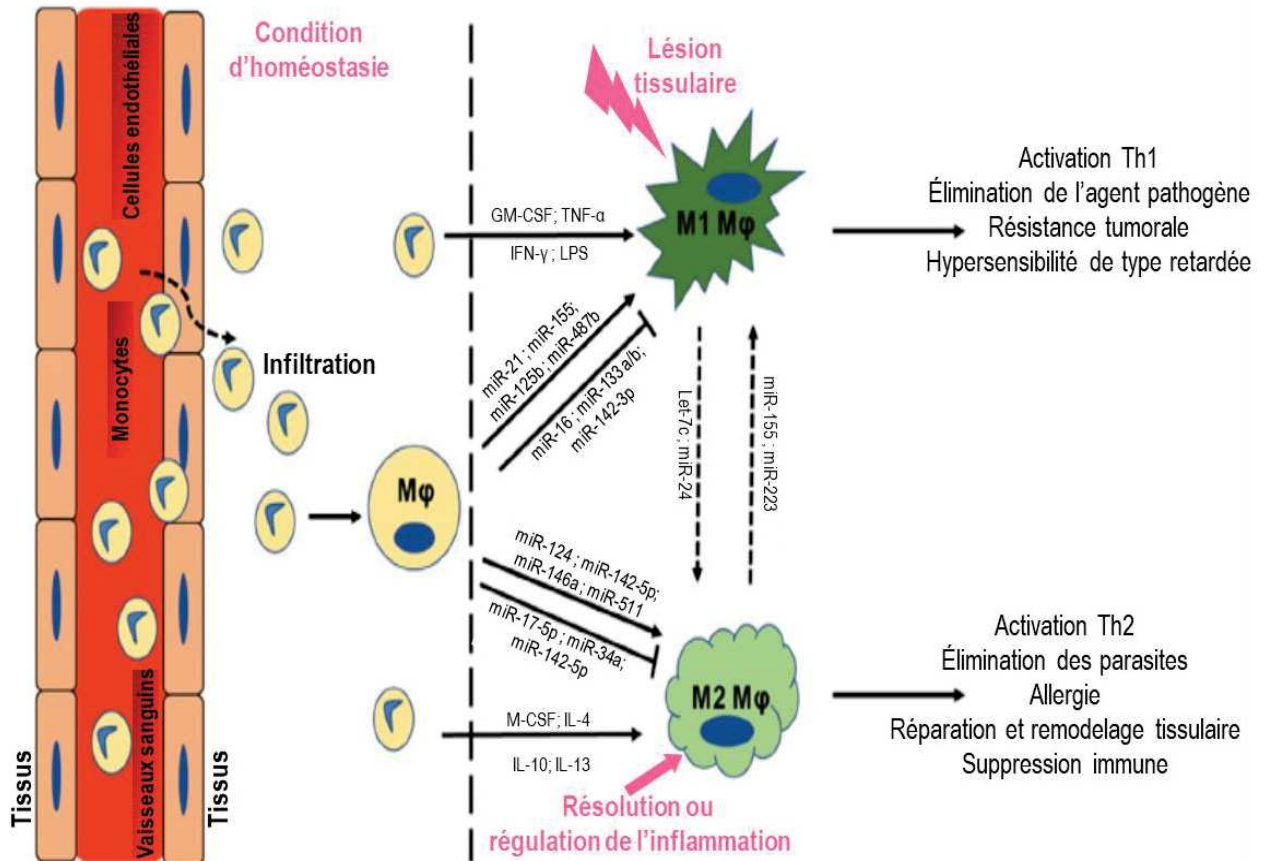 Cellules endothéliales
Monocytes
Vaisseaux sanguins
Tissus
Tissus
Condition
d’homéostasie
Infiltration
Mφ
Lésion
tissulaire
GM-CSF; TNF-α
IFN-γ ; LPS
M1 Mφ
miR-21 ; miR-155;
miR-125b ; miR-487b
miR-16 ; miR-133 a/b;
miR-142-3p
Let-7c ; miR-24
miR-155 ; miR-223
miR-124 ; miR-142-5p;
miR-146a ; miR-511
miR-17-5p ; miR-34a;
miR-142-5p
M2 Mφ
M-CSF; IL-4
IL-10; IL-13
Résolution ou
régulation de l’inflammation
Activation Th1
Élimination de l’agent pathogène
Résistance tumorale
Hypersensibilité de type retardée
Activation Th2
Élimination des parasites
Allergie
Réparation et remodelage tissulaire
Suppression immune